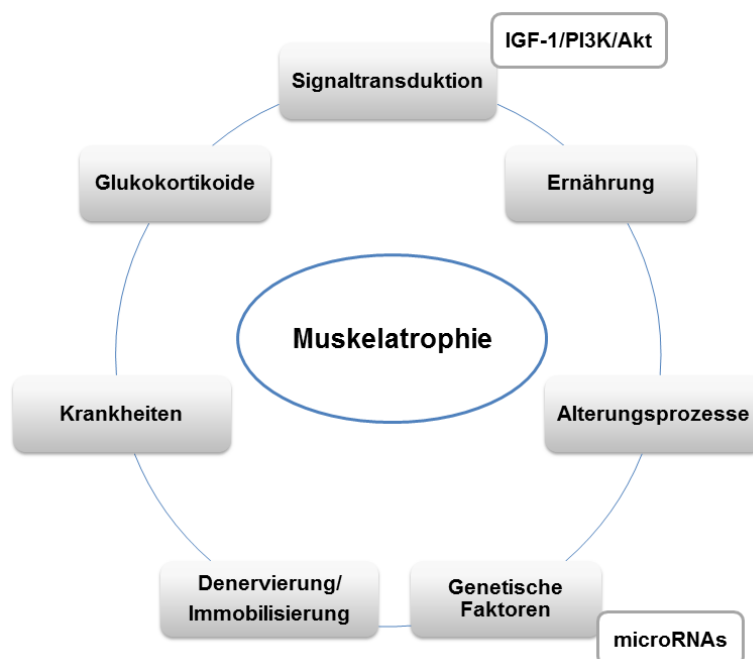 IGF-1/PI3K/Akt
Signaltransduktion
Glukokortikoide
Ernährung
Muskelatrophie
Krankheiten
Alterungsprozesse
Denervierung/
Immobilisierung
Genetische
Faktoren
microRNAs